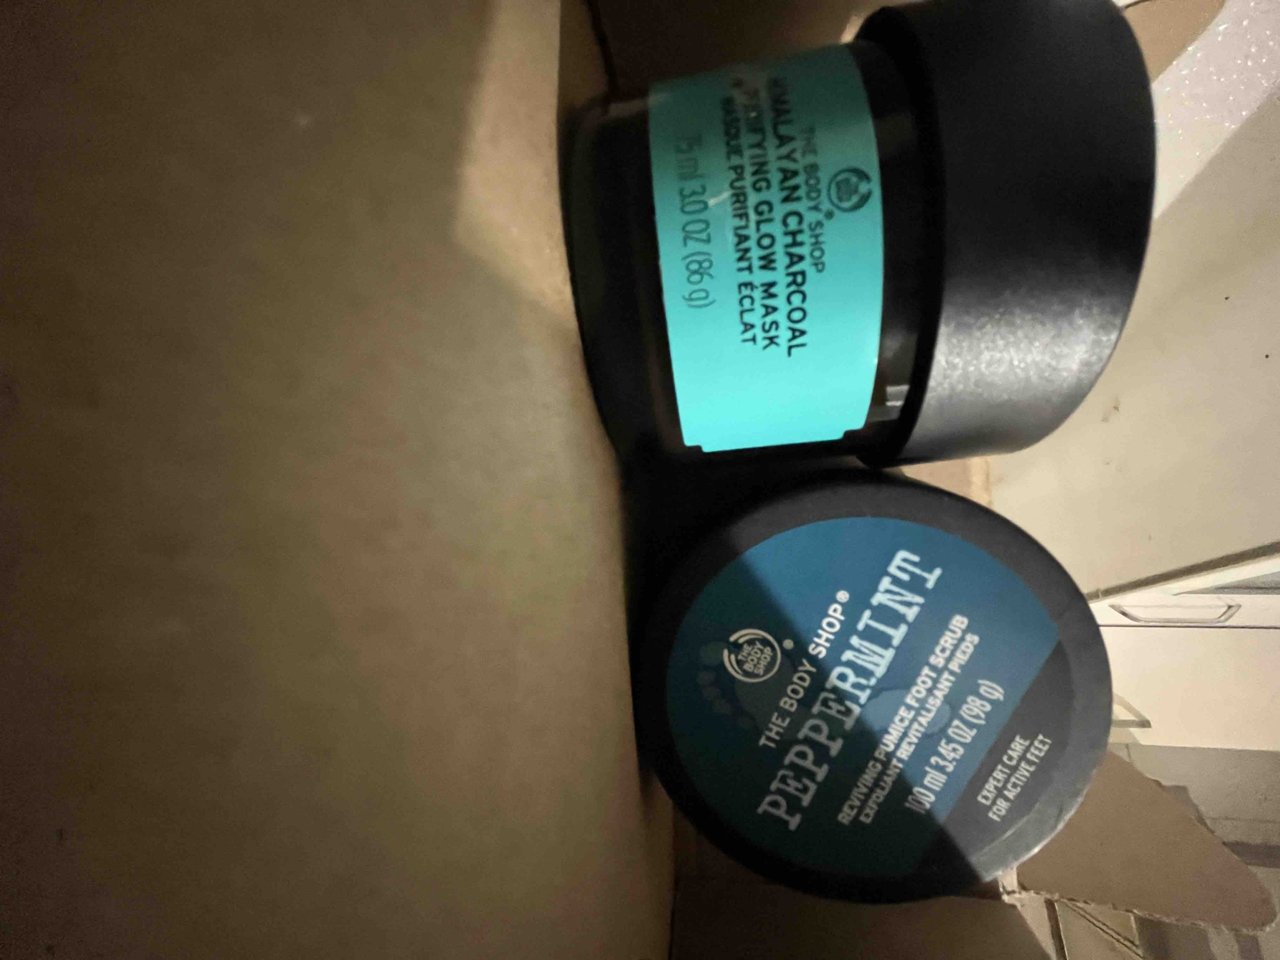 THE BODY SHOP®
HIMALAYAN CHARCOAL
PURIFYING GLOW MASK
MASQUE PURIFIANT ÉCLAT
75 ml 3.0 OZ (86 g)
THE
BODY
SHOP
®
THE BODY SHOP®
PEPPERMINT
REVIVING PUMICE FOOT SCRUB
EXFOLIANT REVITALISANT PIEDS
100 ml 3.45 OZ (98 g)
EXPERT CARE
FOR ACTIVE FEET